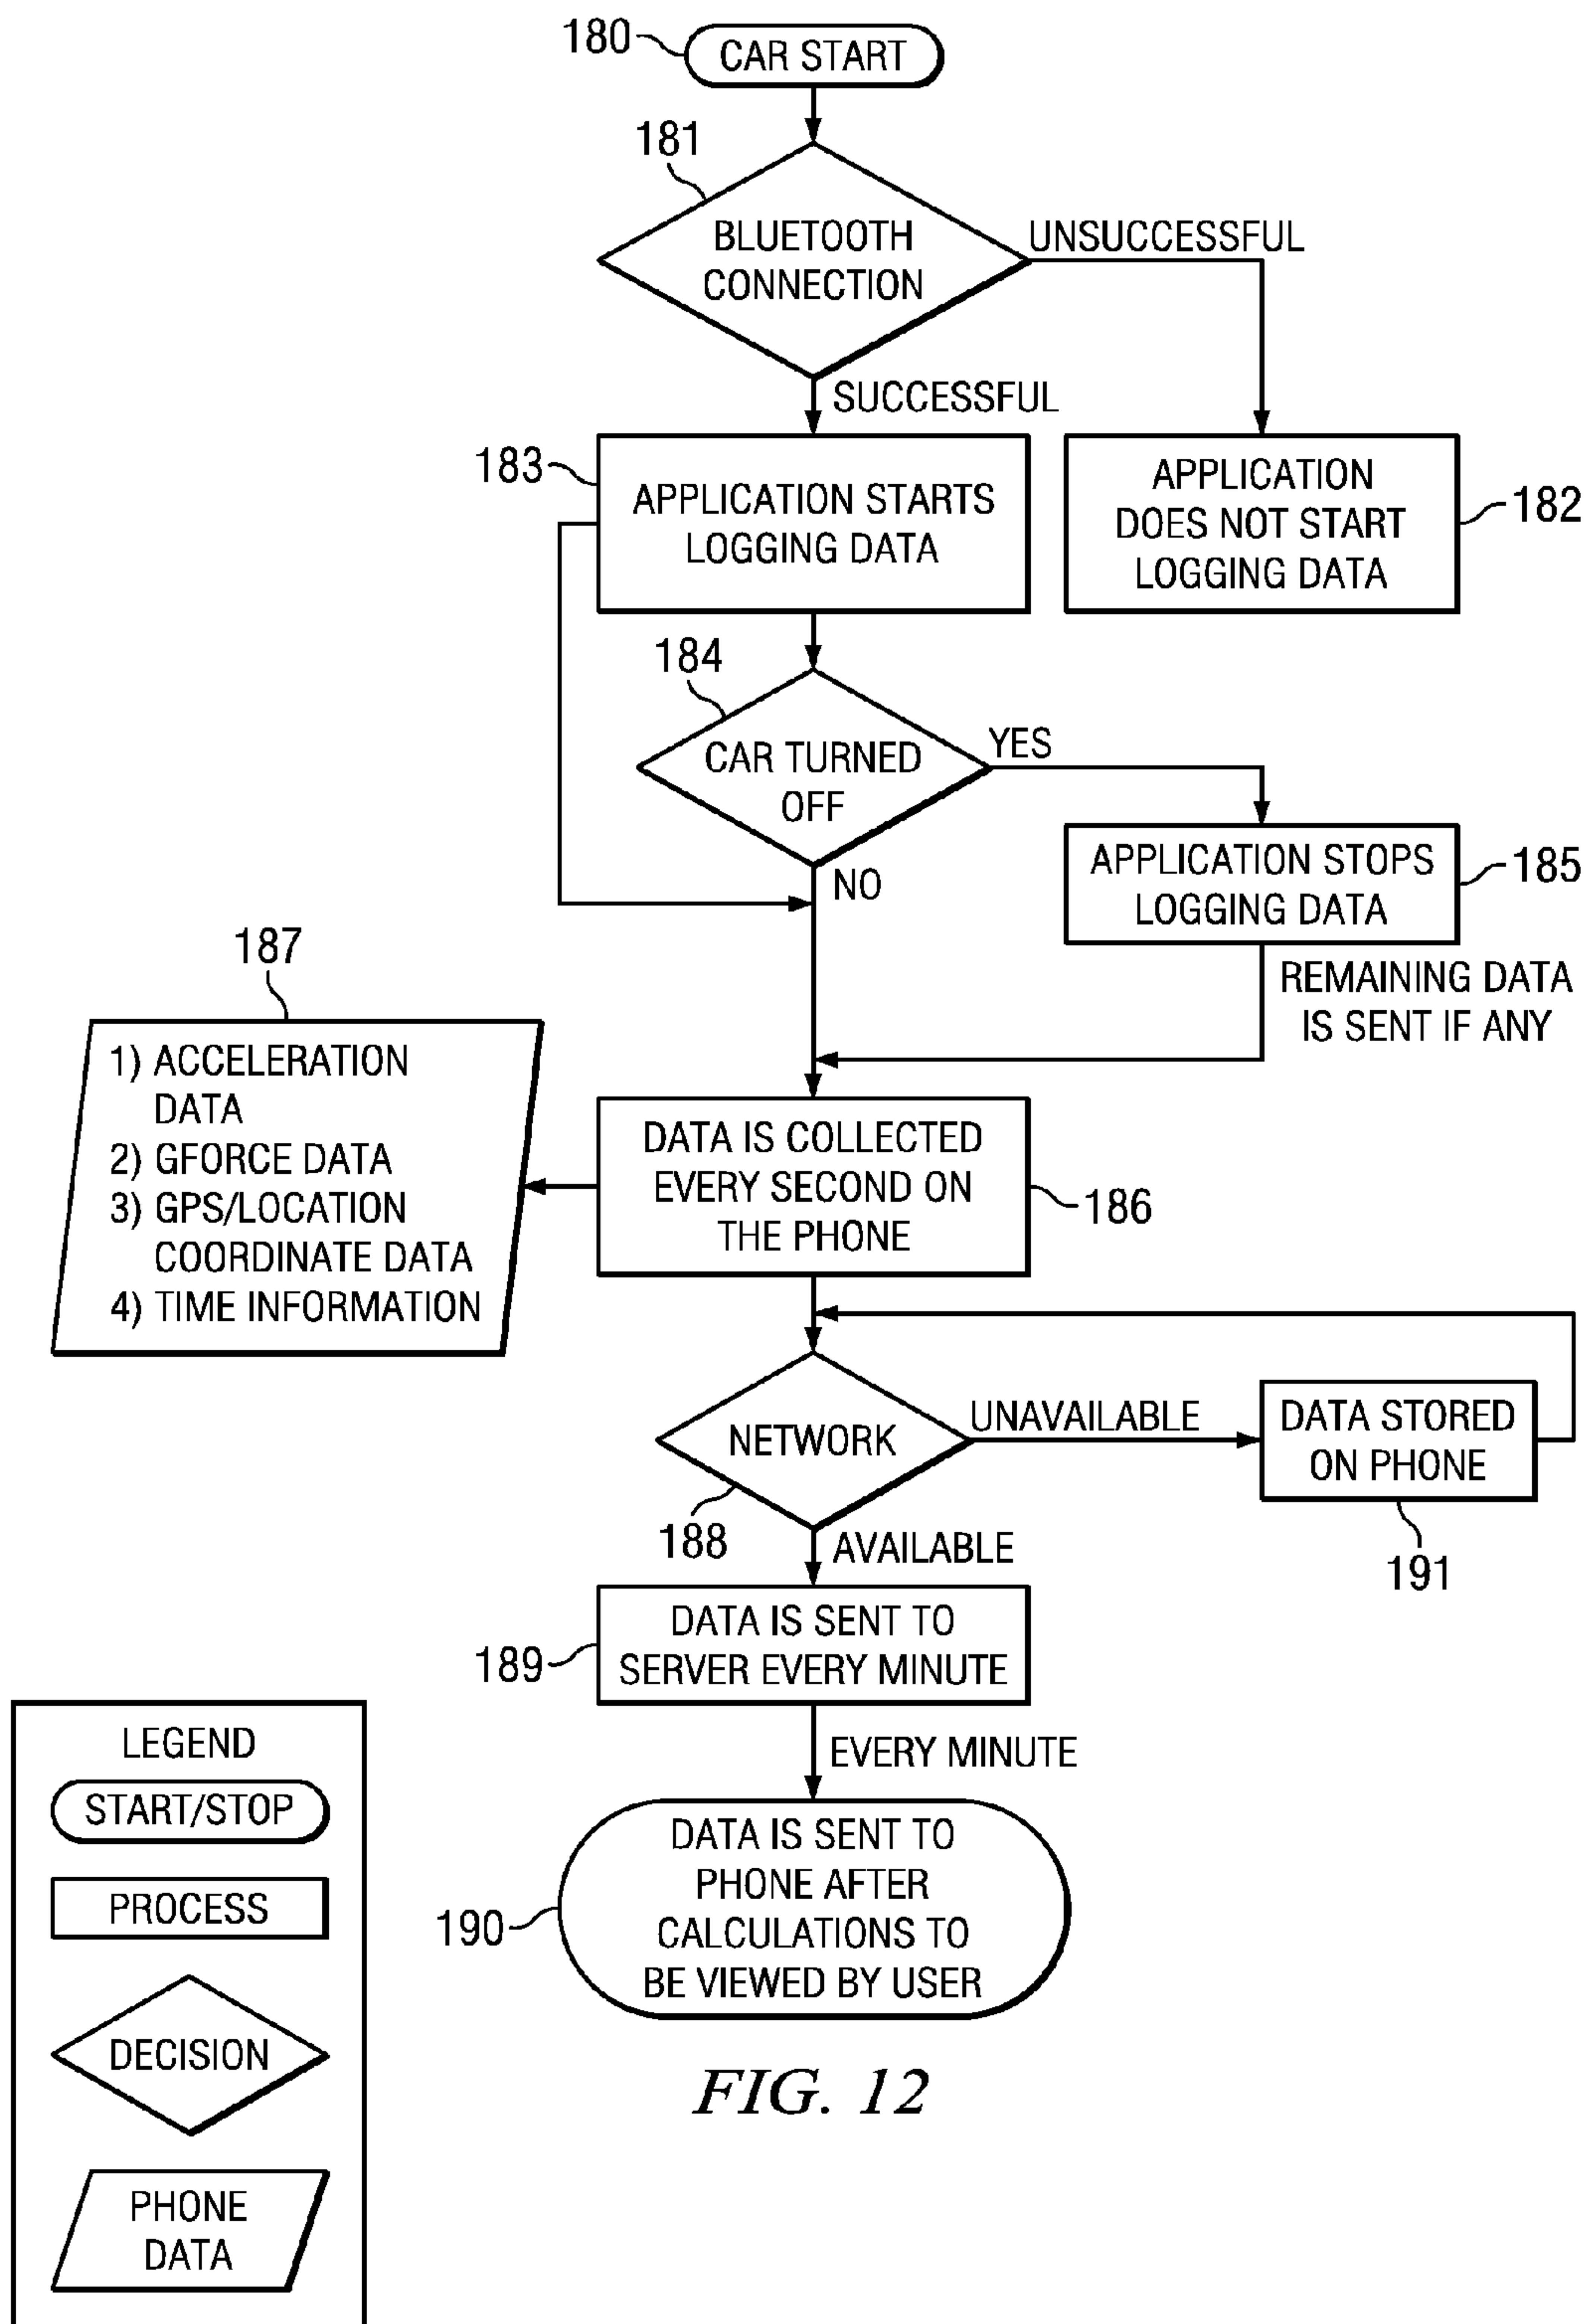 180
CAR START
181
BLUETOOTH
CONNECTION
UNSUCCESSFUL
SUCCESSFUL
183
APPLICATION STARTS
LOGGING DATA
APPLICATION
DOES NOT START
LOGGING DATA
182
184
CAR TURNED
OFF
YES
NO
APPLICATION STOPS
LOGGING DATA
185
REMAINING DATA
IS SENT IF ANY
187
1) ACCELERATION
DATA
2) GFORCE DATA
3) GPS/LOCATION
COORDINATE DATA
4) TIME INFORMATION
DATA IS COLLECTED
EVERY SECOND ON
THE PHONE
186
NETWORK
188
UNAVAILABLE
DATA STORED
ON PHONE
191
AVAILABLE
189
DATA IS SENT TO
SERVER EVERY MINUTE
EVERY MINUTE
190
DATA IS SENT TO
PHONE AFTER
CALCULATIONS TO
BE VIEWED BY USER
LEGEND
START/STOP
PROCESS
DECISION
PHONE
DATA
FIG. 12